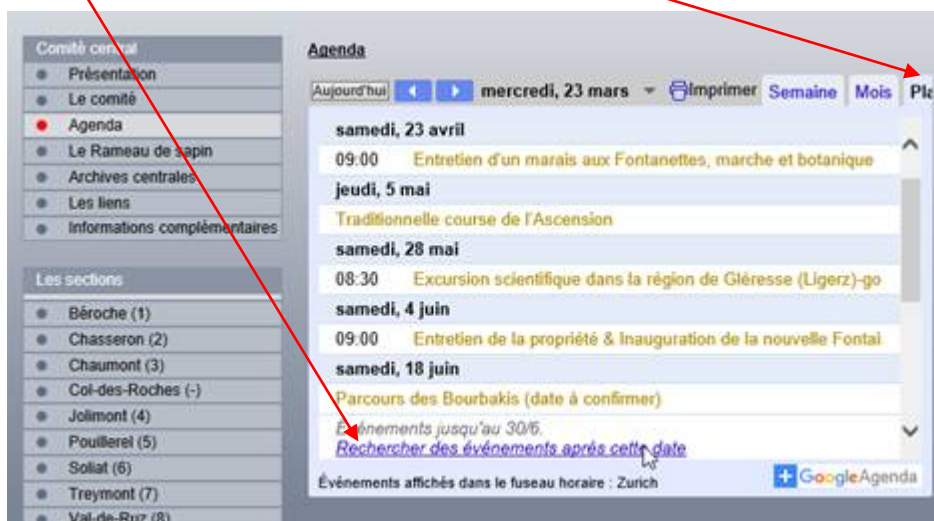 Comité central
Présentation
Le comité
Agenda
Le Rameau de sapin
Archives centrales
Les liens
Informations complémentaires
Les sections
Béroche (1)
Chasseron (2)
Chaumont (3)
Col-des-Roches (-)
Jolimont (4)
Pouillerel (5)
Soliat (6)
Treymont (7)
Val-de-Ruz (8)
Agenda
Aujourd'hui mercredi, 23 mars Imprimer Semaine Mois Pla
samedi, 23 avril
09:00 Entretien d'un marais aux Fontanettes, marche et botanique
jeudi, 5 mai
Traditionnelle course de l'Ascension
samedi, 28 mai
08:30 Excursion scientifique dans la région de Gléresse (Ligerz)-go
samedi, 4 juin
09:00 Entretien de la propriété & Inauguration de la nouvelle Fontai
samedi, 18 juin
Parcours des Bourbakis (date à confirmer)
Événements jusqu'au 30/6.
Rechercher des événements après cette date
Événements affichés dans le fuseau horaire : Zurich
+ GoogleAgenda